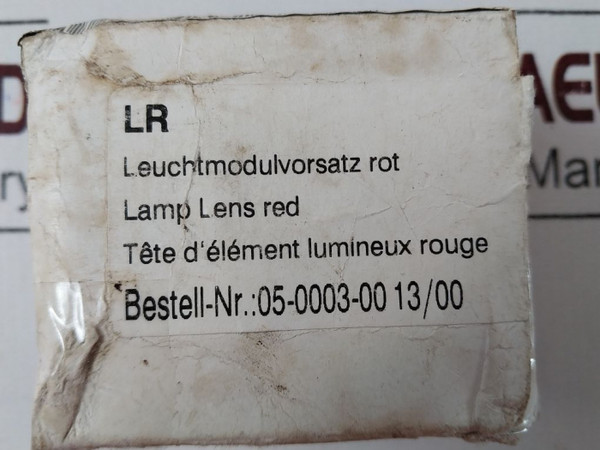 LR
Leuchtmodulvorsatz rot
Lamp Lens red
Tête d'élément lumineux rouge
Bestell-Nr.:05-0003-00 13/00